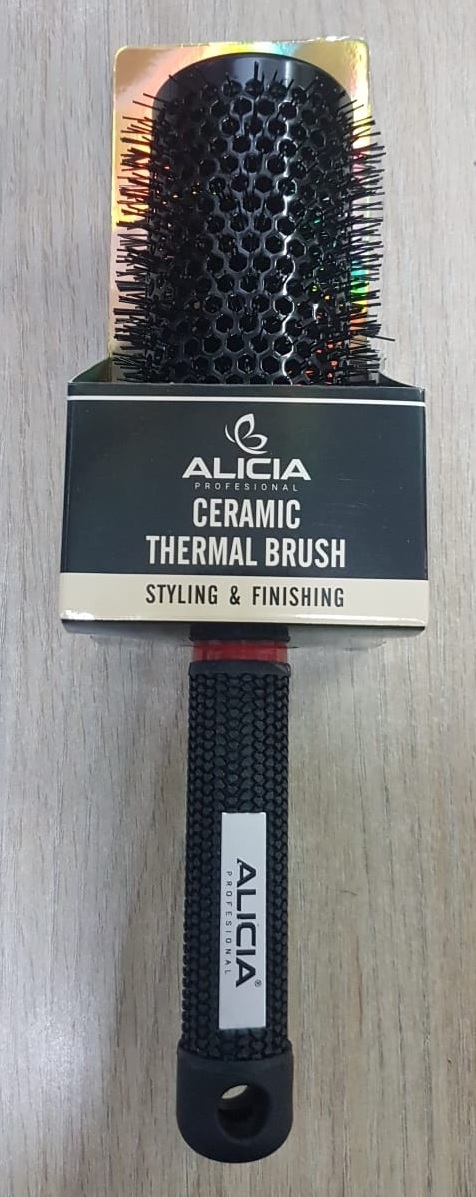 ALICIA
PROFESIONAL
CERAMIC
THERMAL BRUSH
STYLING & FINISHING
ALICIA®
PROFESIONAL